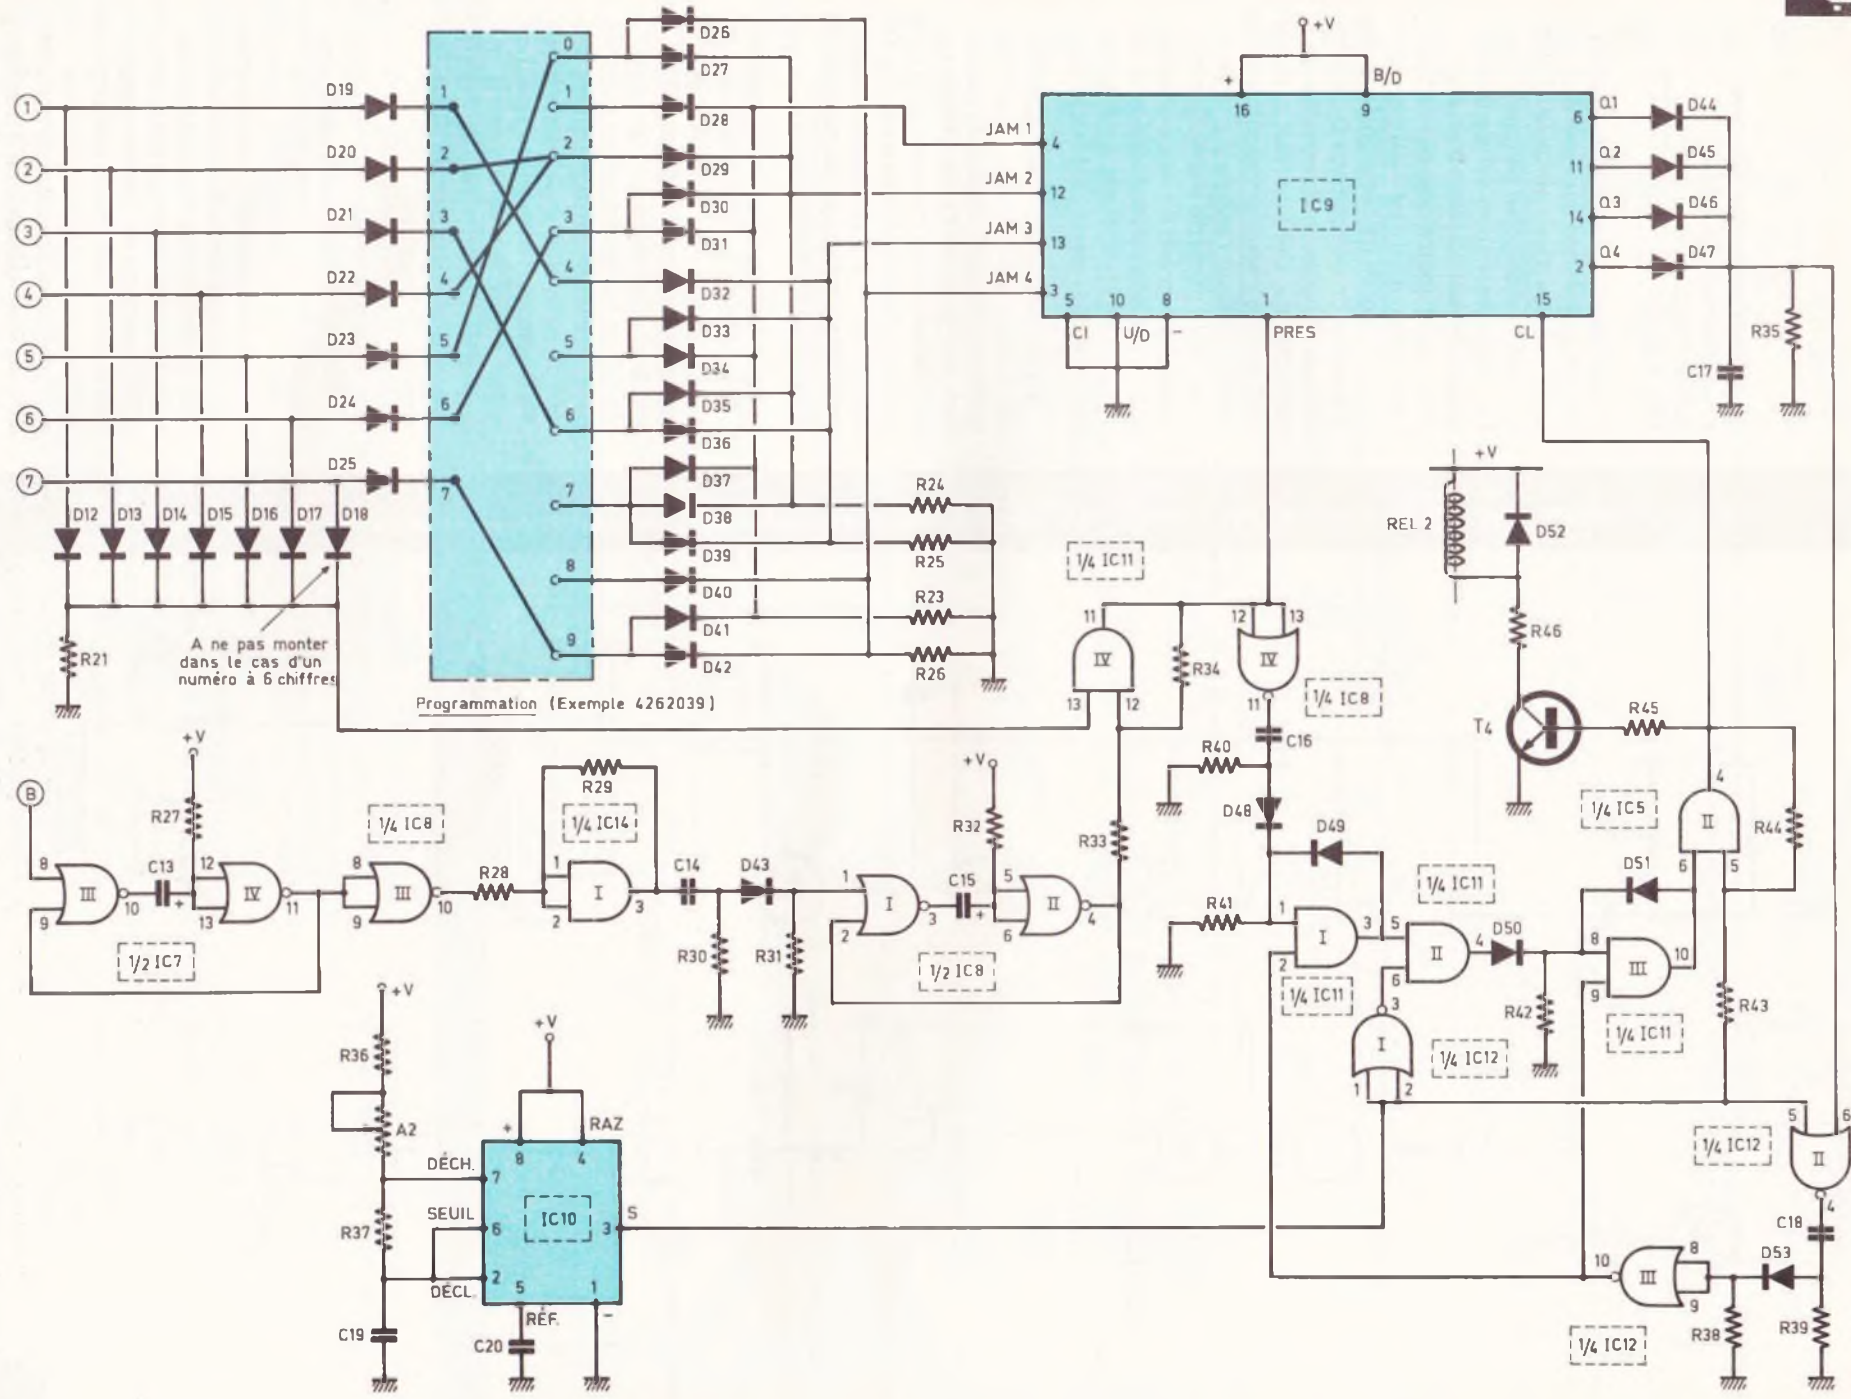 +V
D26
D27
D28
D29
D30
D31
D32
D33
D34
D35
D36
D37
D38
D39
D40
D41
D42
0
1
2
3
4
5
6
7
8
9
1
2
3
4
5
6
7
1
2
3
4
5
6
7
D19
D20
D21
D22
D23
D24
D25
D12
D13
D14
D15
D16
D17
D18
R21
A ne pas monter
dans le cas d'un
numéro à 6 chiffres
Programmation (Exemple 4262039)
R24
R25
R23
R26
JAM 1
JAM 2
JAM 3
JAM 4
4
12
13
3
+
16
9
B/D
IC9
5
CI
10
U/D
8
-
1
PRES
15
CL
6
11
14
2
Q1
Q2
Q3
Q4
D44
D45
D46
D47
C17
R35
+V
REL 2
D52
R46
T4
R45
R44
1/4 IC11
11
IV
13
12
R34
12
13
IV
11
1/4 IC8
C16
R40
D48
D49
R41
B
8
9
III
10
C13
+
+V
R27
12
13
IV
11
1/2 IC7
1/4 IC8
8
9
III
10
R28
R29
1/4 IC14
1
2
I
3
C14
D43
R30
R31
1
2
I
3
C15
+
+V
R32
5
6
II
4
1/2 IC8
R33
1
2
I
3
1/4 IC11
5
6
II
4
1/4 IC11
D50
R42
D51
8
9
III
10
1/4 IC11
1/4 IC5
4
II
6
5
R43
3
I
1
2
1/4 IC12
+V
R36
A2
R37
C19
+V
+
8
4
RAZ
DÉCH.
7
SEUIL
6
2
DÉCL.
IC10
3
S
5
RÉF.
1
-
C20
5
6
II
4
1/4 IC12
C18
D53
10
III
8
9
1/4 IC12
R38
R39